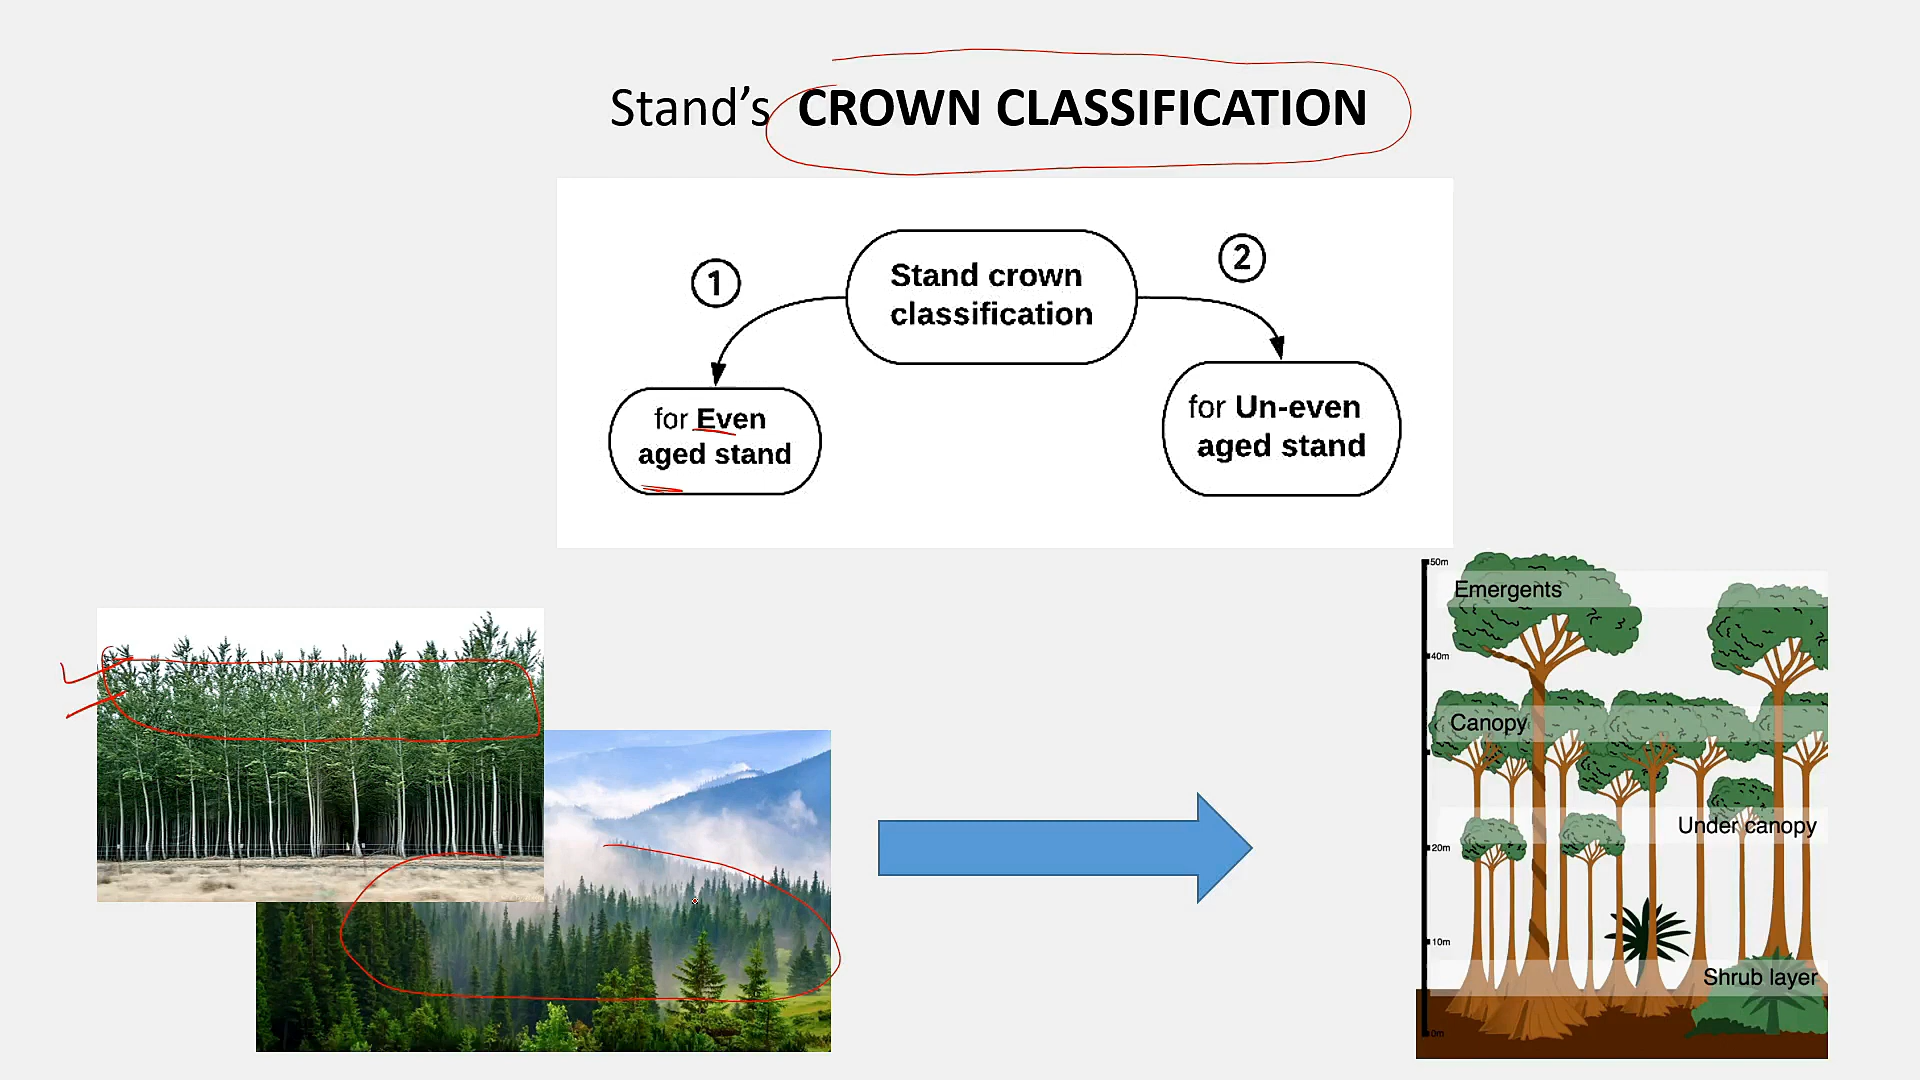 Stand’s CROWN CLASSIFICATION
1
2
Stand crown
classification
for Even
aged stand
for Un-even
aged stand
50m
Emergents
40m
Canopy
Under canopy
20m
10m
Shrub layer
0m